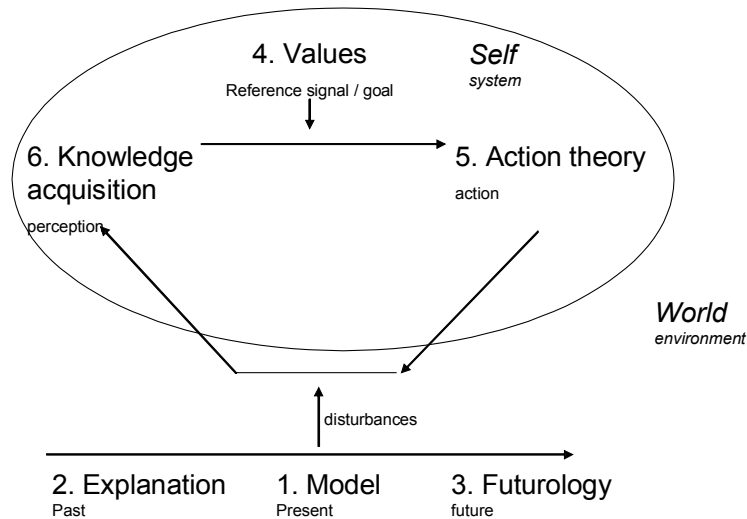 4. Values
Self
system
Reference signal / goal
6. Knowledge
acquisition
perception
5. Action theory
action
World
environment
disturbances
2. Explanation
Past
1. Model
Present
3. Futurology
future